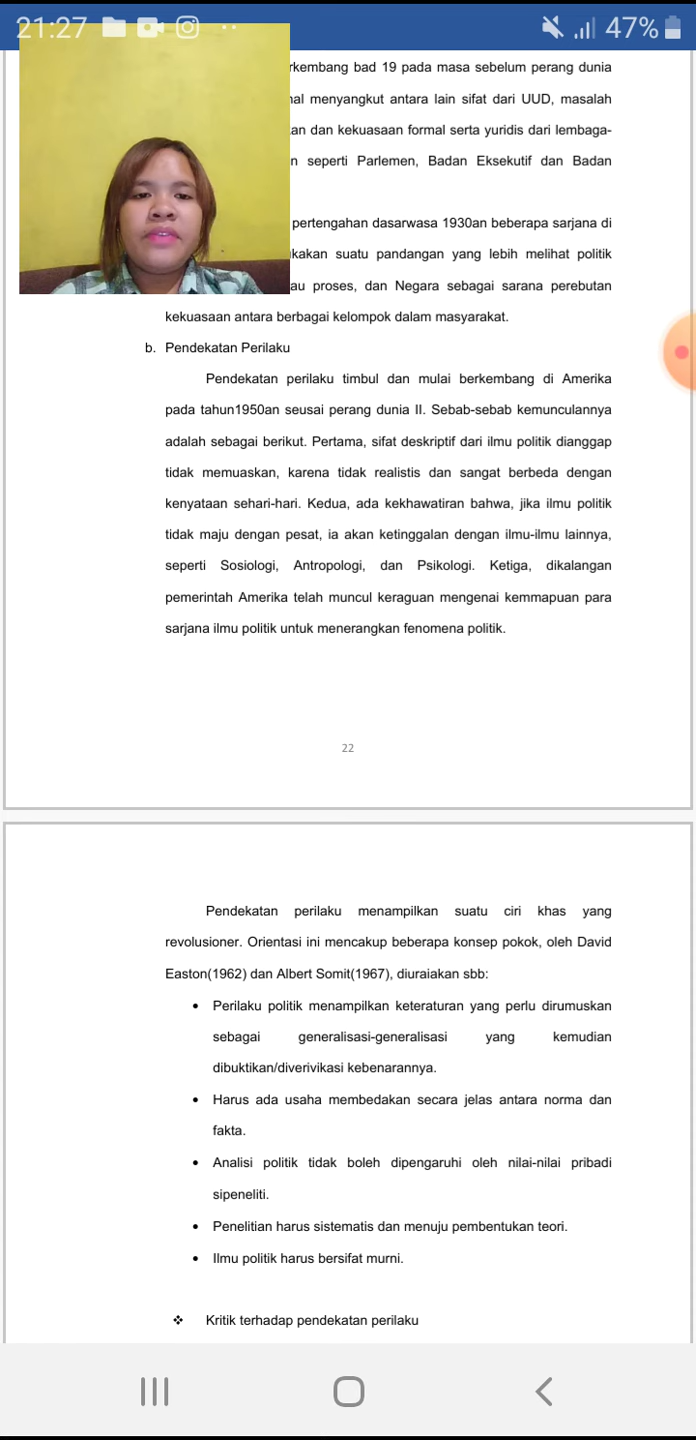 21:27
47%
rkembang bad 19 pada masa sebelum perang dunia
al menyangkut antara lain sifat dari UUD, masalah
an dan kekuasaan formal serta yuridis dari lembaga-
n seperti Parlemen, Badan Eksekutif dan Badan
pertengahan dasarwasa 1930an beberapa sarjana di
kakan suatu pandangan yang lebih melihat politik
au proses, dan Negara sebagai sarana perebutan
kekuasaan antara berbagai kelompok dalam masyarakat.
b. Pendekatan Perilaku
Pendekatan perilaku timbul dan mulai berkembang di Amerika
pada tahun1950an seusai perang dunia II. Sebab-sebab kemunculannya
adalah sebagai berikut. Pertama, sifat deskriptif dari ilmu politik dianggap
tidak memuaskan, karena tidak realistis dan sangat berbeda dengan
kenyataan sehari-hari. Kedua, ada kekhawatiran bahwa, jika ilmu politik
tidak maju dengan pesat, ia akan ketinggalan dengan ilmu-ilmu lainnya,
seperti Sosiologi, Antropologi, dan Psikologi. Ketiga, dikalangan
pemerintah Amerika telah muncul keraguan mengenai kemmapuan para
sarjana ilmu politik untuk menerangkan fenomena politik.
22
Pendekatan perilaku menampilkan suatu ciri khas yang
revolusioner. Orientasi ini mencakup beberapa konsep pokok, oleh David
Easton(1962) dan Albert Somit(1967), diuraiakan sbb:
• Perilaku politik menampilkan keteraturan yang perlu dirumuskan
sebagai generalisasi-generalisasi yang kemudian
dibuktikan/diverivikasi kebenarannya.
• Harus ada usaha membedakan secara jelas antara norma dan
fakta.
• Analisi politik tidak boleh dipengaruhi oleh nilai-nilai pribadi
sipeneliti.
• Penelitian harus sistematis dan menuju pembentukan teori.
• Ilmu politik harus bersifat murni.
❖ Kritik terhadap pendekatan perilaku